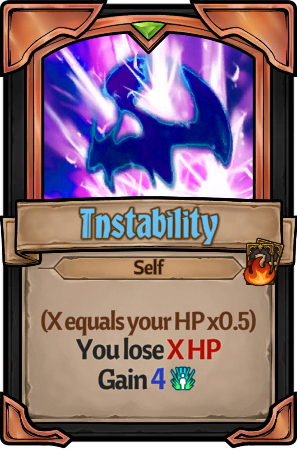 Instability
Self
(X equals your HP x0.5)
You lose X HP
Gain 4